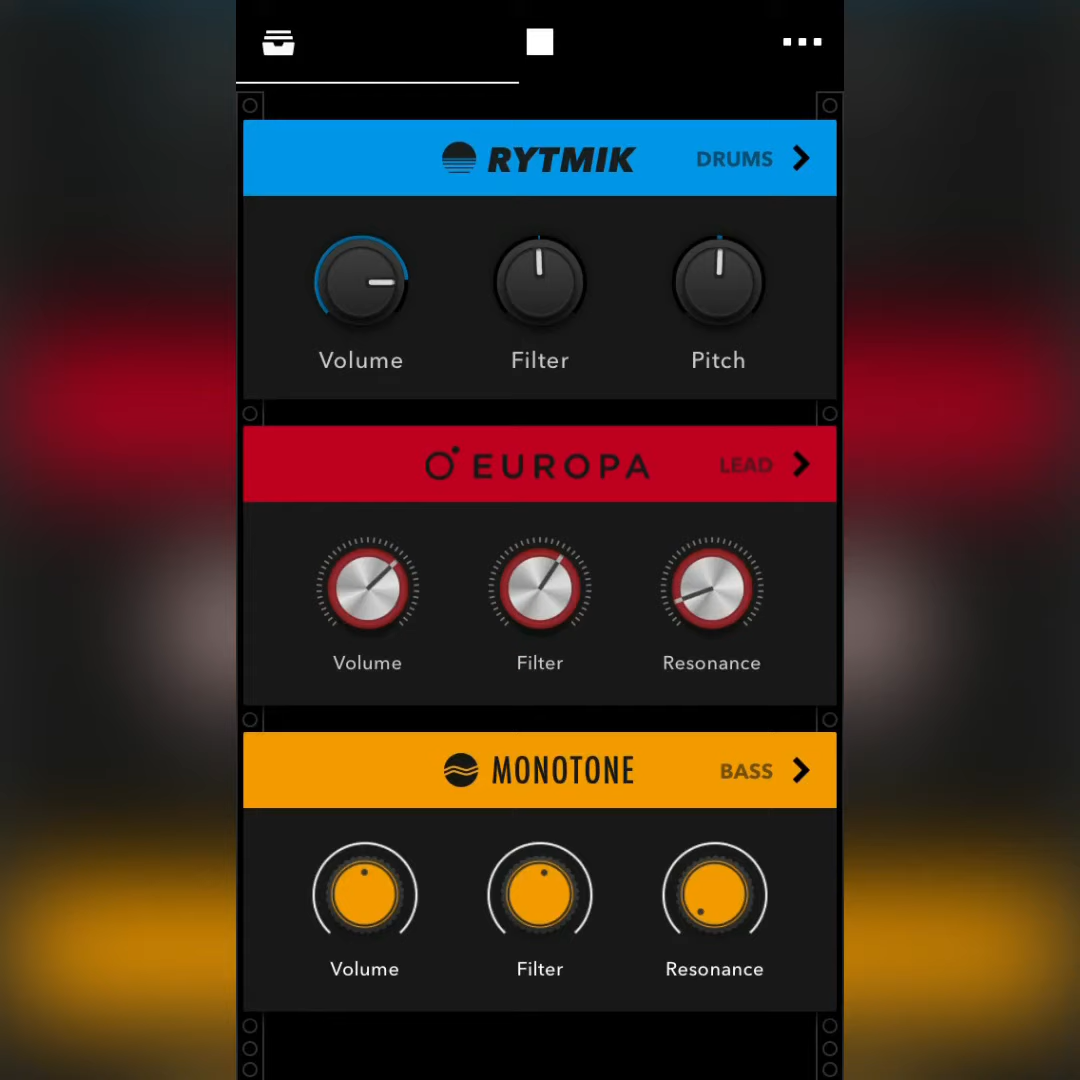 RYTMIK DRUMS
Volume Filter Pitch
EUROPA LEAD
Volume Filter Resonance
MONOTONE BASS
Volume Filter Resonance